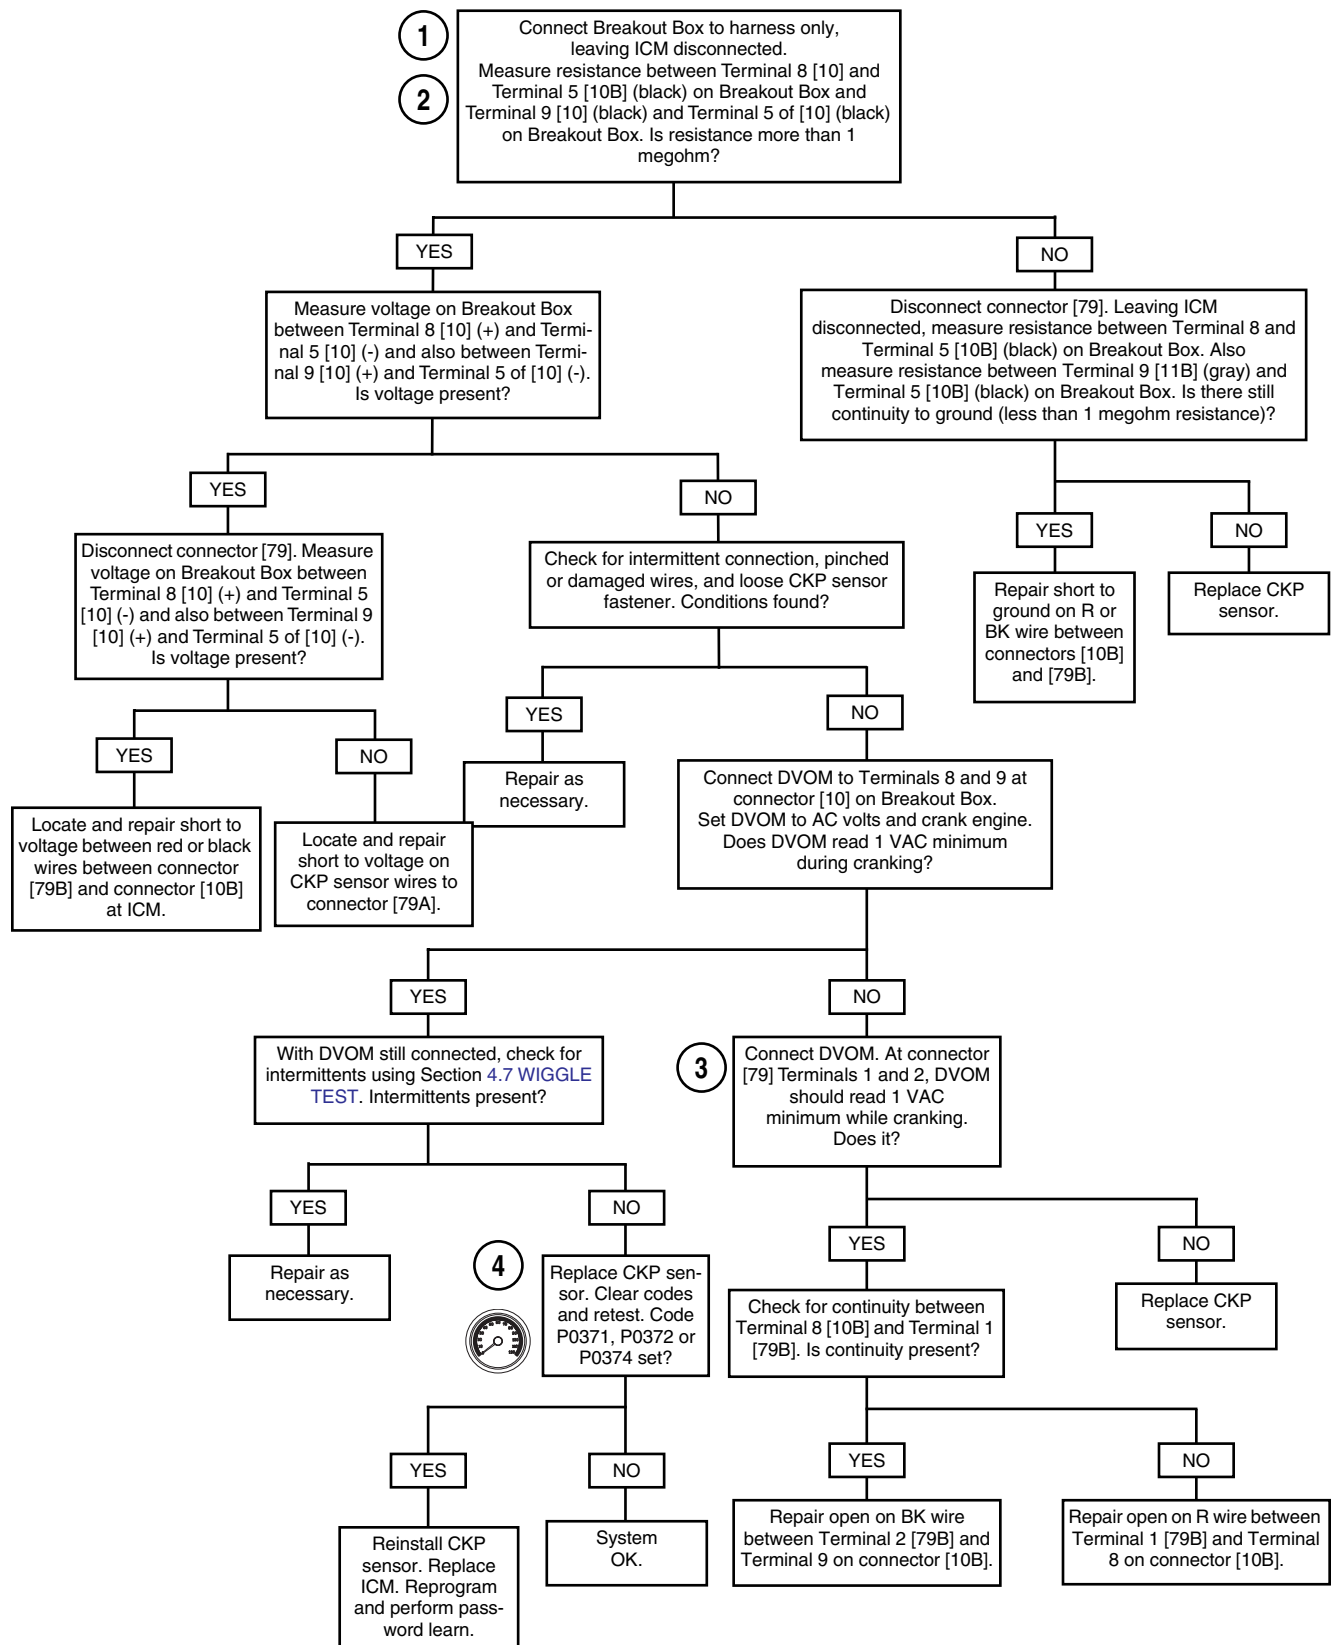 1
2
Connect Breakout Box to harness only,
leaving ICM disconnected.
Measure resistance between Terminal 8 [10] and
Terminal 5 [10B] (black) on Breakout Box and
Terminal 9 [10] (black) and Terminal 5 of [10] (black)
on Breakout Box. Is resistance more than 1
megohm?
YES
NO
Measure voltage on Breakout Box
between Terminal 8 [10] (+) and Termi-
nal 5 [10] (-) and also between Termi-
nal 9 [10] (+) and Terminal 5 of [10] (-).
Is voltage present?
Disconnect connector [79]. Leaving ICM
disconnected, measure resistance between Terminal 8 and
Terminal 5 [10B] (black) on Breakout Box. Also
measure resistance between Terminal 9 [11B] (gray) and
Terminal 5 [10B] (black) on Breakout Box. Is there still
continuity to ground (less than 1 megohm resistance)?
YES
NO
YES
NO
Disconnect connector [79]. Measure
voltage on Breakout Box between
Terminal 8 [10] (+) and Terminal 5
[10] (-) and also between Terminal 9
[10] (+) and Terminal 5 of [10] (-).
Is voltage present?
Check for intermittent connection, pinched
or damaged wires, and loose CKP sensor
fastener. Conditions found?
Repair short to
ground on R or
BK wire between
connectors [10B]
and [79B].
Replace CKP
sensor.
YES
NO
YES
NO
Locate and repair short to
voltage between red or black
wires between connector
[79B] and connector [10B]
at ICM.
Locate and repair
short to voltage on
CKP sensor wires to
connector [79A].
Repair as
necessary.
Connect DVOM to Terminals 8 and 9 at
connector [10] on Breakout Box.
Set DVOM to AC volts and crank engine.
Does DVOM read 1 VAC minimum
during cranking?
YES
NO
With DVOM still connected, check for
intermittents using Section 4.7 WIGGLE
TEST. Intermittents present?
3
Connect DVOM. At connector
[79] Terminals 1 and 2, DVOM
should read 1 VAC
minimum while cranking.
Does it?
YES
NO
YES
NO
Repair as
necessary.
4
Replace CKP sen-
sor. Clear codes
and retest. Code
P0371, P0372 or
P0374 set?
Check for continuity between
Terminal 8 [10B] and Terminal 1
[79B]. Is continuity present?
Replace CKP
sensor.
YES
NO
YES
NO
Reinstall CKP
sensor. Replace
ICM. Reprogram
and perform pass-
word learn.
System
OK.
Repair open on BK wire
between Terminal 2 [79B] and
Terminal 9 on connector [10B].
Repair open on R wire between
Terminal 1 [79B] and Terminal
8 on connector [10B].